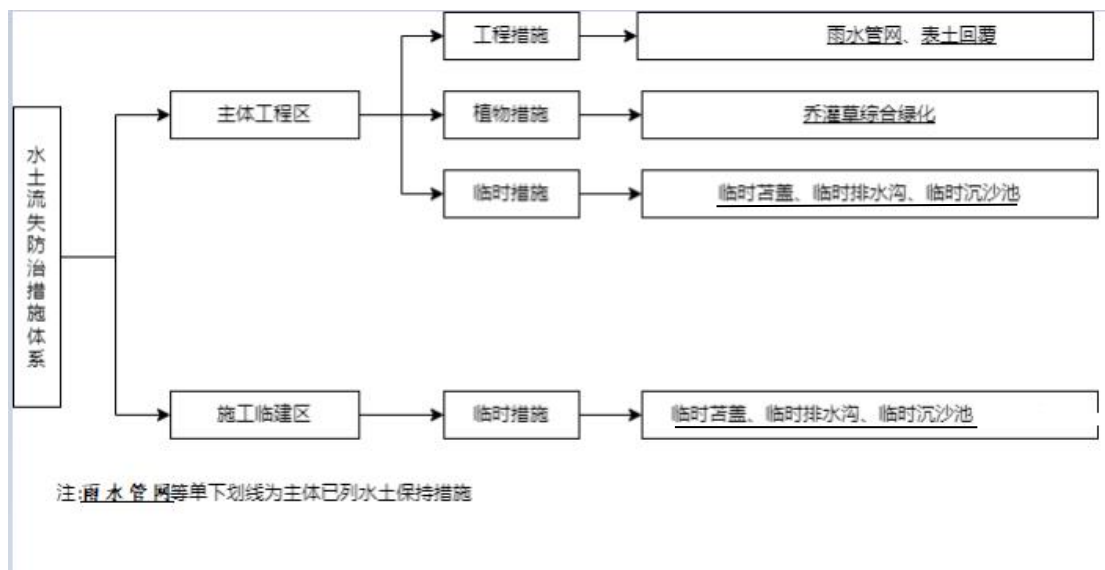 工程措施
雨水管网、表土回覆
主体工程区
植物措施
乔灌草综合绿化
临时措施
临时苫盖、临时排水沟、临时沉沙池
水土流失防治措施体系
施工临建区
临时措施
临时苫盖、临时排水沟、临时沉沙池
注:雨水管网等单下划线为主体已列水土保持措施